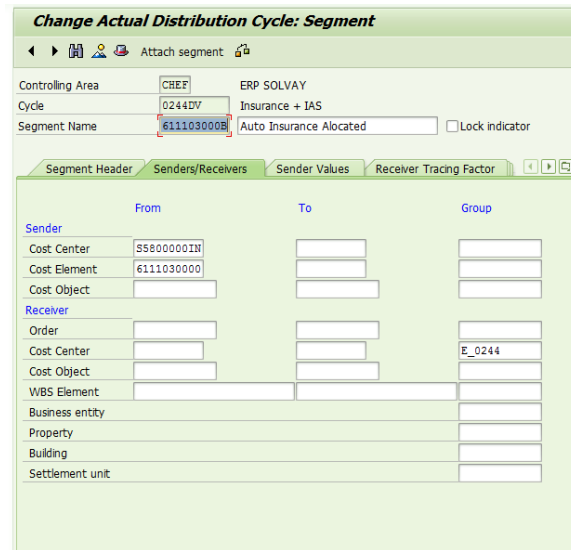 Change Actual Distribution Cycle: Segment
Attach segment
Controlling Area CHEF ERP SOLVAY
Cycle 0244DV Insurance + IAS
Segment Name 611103000B Auto Insurance Alocated Lock indicator
Segment Header Senders/Receivers Sender Values Receiver Tracing Factor
From To Group
Sender
Cost Center S5800000IN
Cost Element 6111030000
Cost Object
Receiver
Order
Cost Center E_0244
Cost Object
WBS Element
Business entity
Property
Building
Settlement unit